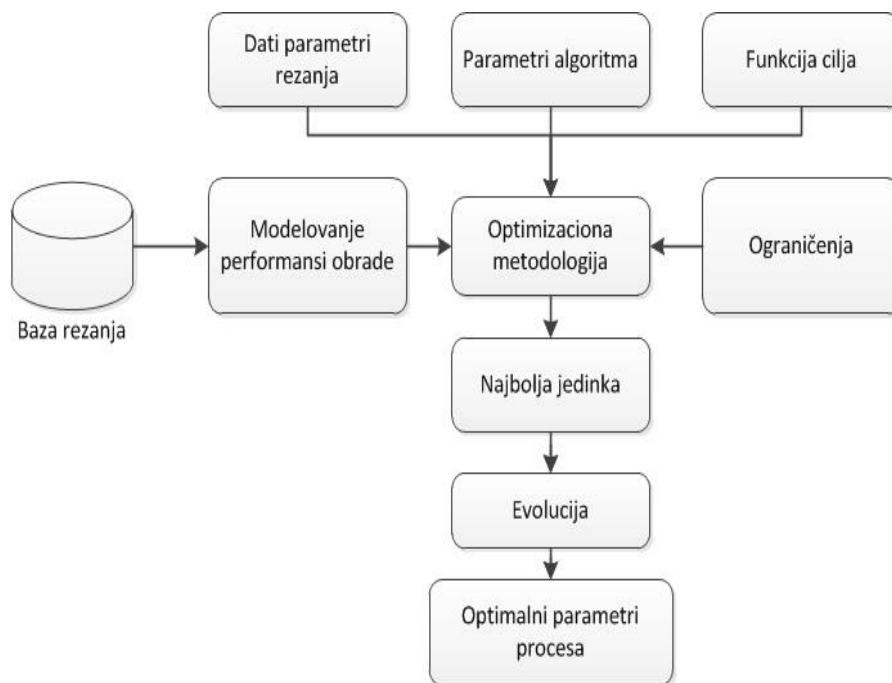 Dati parametri
rezanja
Parametri algoritma
Funkcija cilja
Baza rezanja
Modelovanje
performansi obrade
Optimizaciona
metodologija
Ograničenja
Najbolja jedinka
Evolucija
Optimalni parametri
procesa